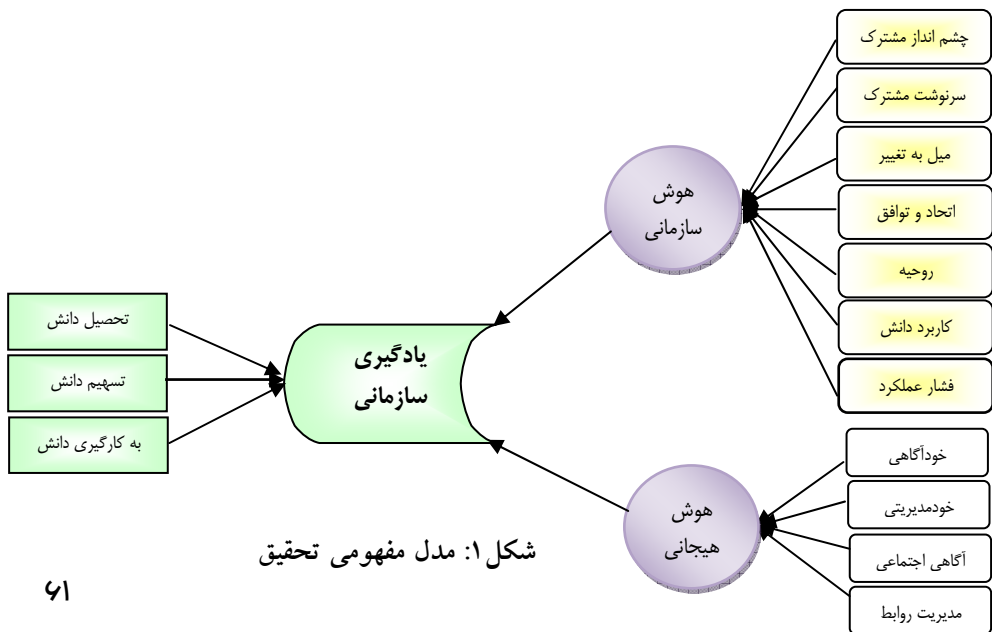 چشم انداز مشترک
سرنوشت مشترک
میل به تغییر
اتحاد و توافق
روحیه
کاربرد دانش
فشار عملکرد
هوش
سازمانی
یادگیری
سازمانی
تحصیل دانش
تسهیم دانش
به کارگیری دانش
خودآگاهی
خودمدیریتی
آگاهی اجتماعی
مدیریت روابط
هوش
هیجانی
شکل۱: مدل مفهومی تحقیق
۶۱